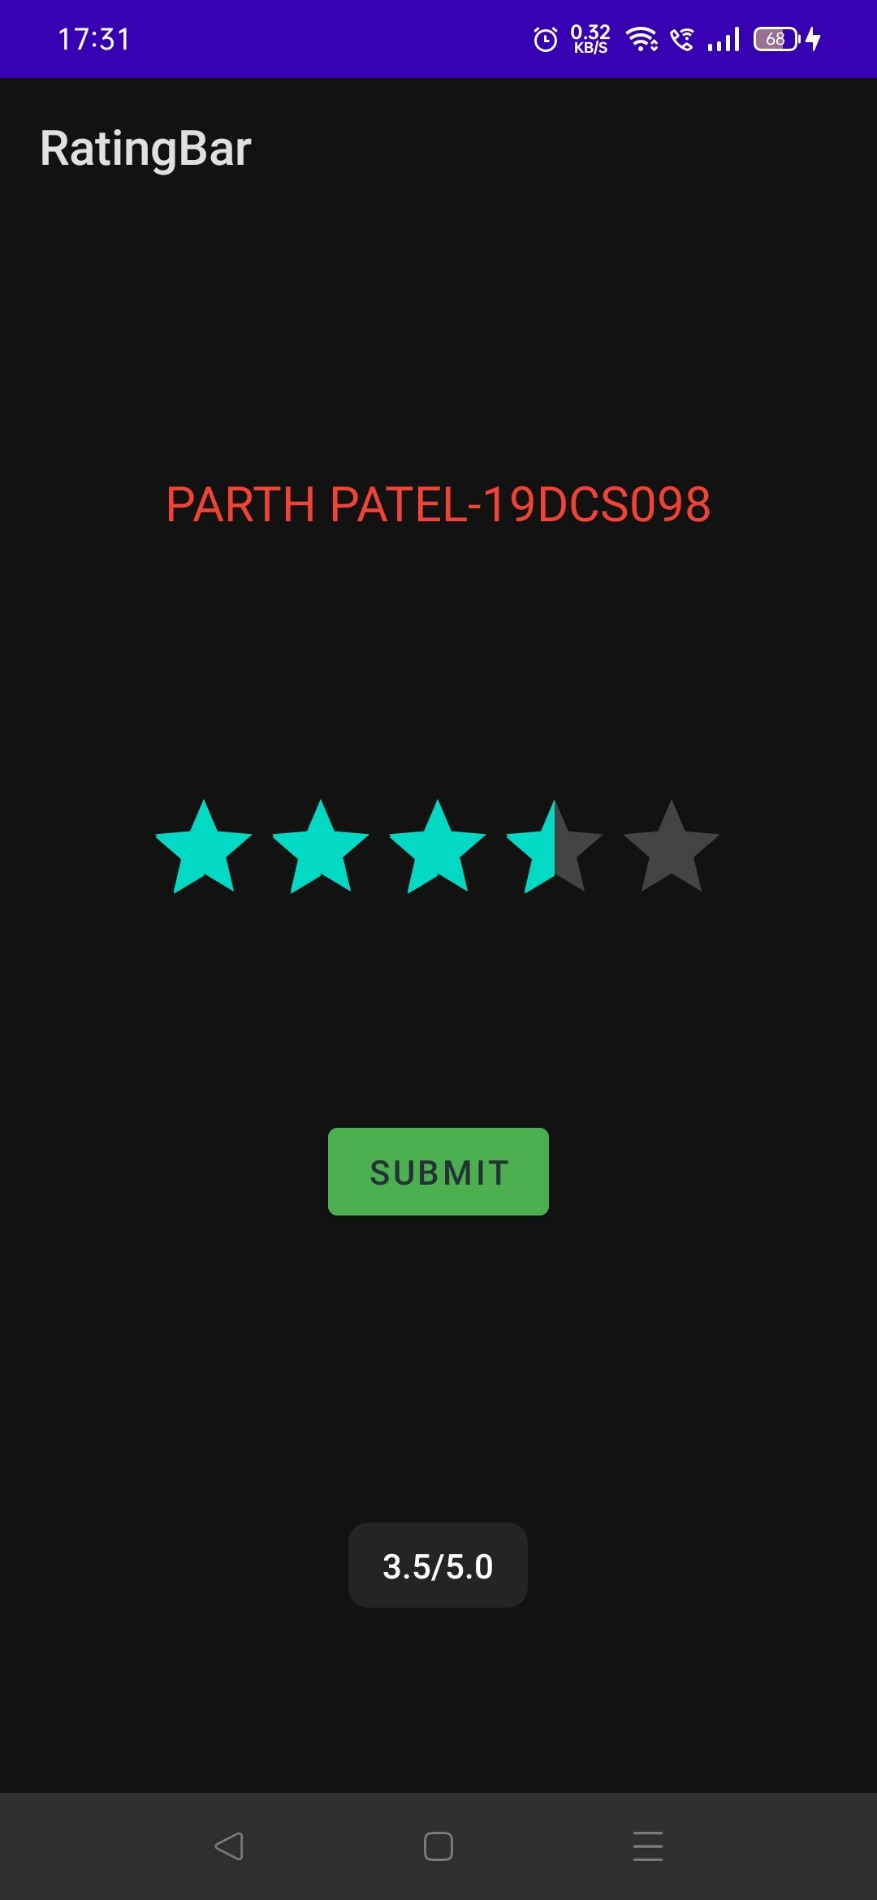 17:31
0.32
KB/S
68
RatingBar
PARTH PATEL-19DCS098
SUBMIT
3.5/5.0